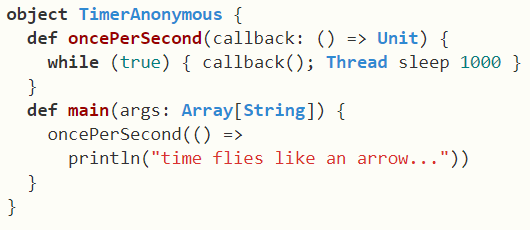 object TimerAnonymous {
  def oncePerSecond(callback: () => Unit) {
    while (true) { callback(); Thread sleep 1000 }
  }
  def main(args: Array[String]) {
    oncePerSecond(() =>
      println("time flies like an arrow..."))
  }
}